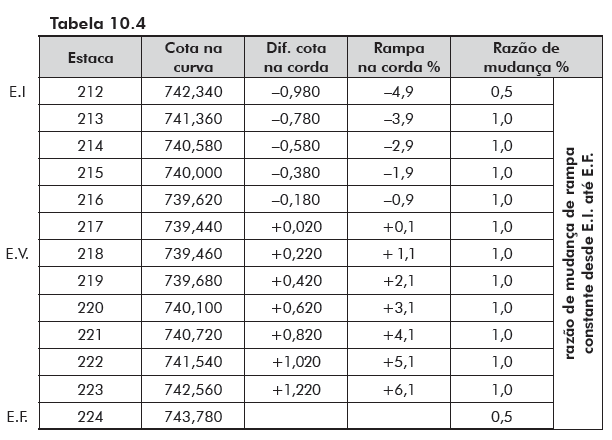 Tabela 10.4
Estaca Cota na curva Dif. cota na corda Rampa na corda % Razão de mudança %
E.I 212 742,340 –0,980 –4,9 0,5
213 741,360 –0,780 –3,9 1,0
214 740,580 –0,580 –2,9 1,0
215 740,000 –0,380 –1,9 1,0
216 739,620 –0,180 –0,9 1,0
217 739,440 +0,020 +0,1 1,0
E.V. 218 739,460 +0,220 + 1,1 1,0
219 739,680 +0,420 +2,1 1,0
220 740,100 +0,620 +3,1 1,0
221 740,720 +0,820 +4,1 1,0
222 741,540 +1,020 +5,1 1,0
223 742,560 +1,220 +6,1 1,0
E.F. 224 743,780 0,5
razão de mudança de rampa
constante desde E.I. até E.F.